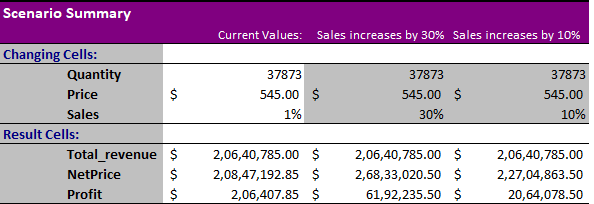 Scenario Summary
Current Values: Sales increases by 30% Sales increases by 10%
Changing Cells:
Quantity 37873 37873 37873
Price $ 545.00 $ 545.00 $ 545.00
Sales 1% 30% 10%
Result Cells:
Total_revenue $ 2,06,40,785.00 $ 2,06,40,785.00 $ 2,06,40,785.00
NetPrice $ 2,08,47,192.85 $ 2,68,33,020.50 $ 2,27,04,863.50
Profit $ 2,06,407.85 $ 61,92,235.50 $ 20,64,078.50